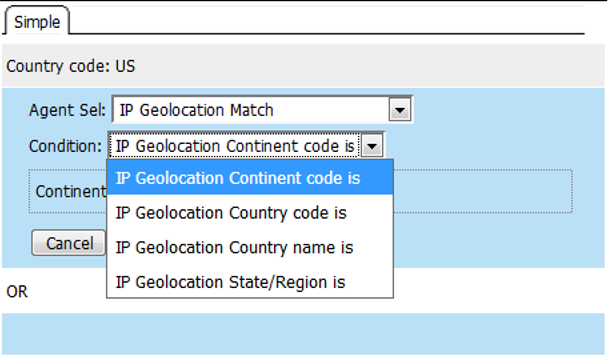 Simple
Country code: US
Agent Sel: IP Geolocation Match
Condition: IP Geolocation Continent code is
Continent
IP Geolocation Continent code is
IP Geolocation Country code is
IP Geolocation Country name is
IP Geolocation State/Region is
Cancel
OR